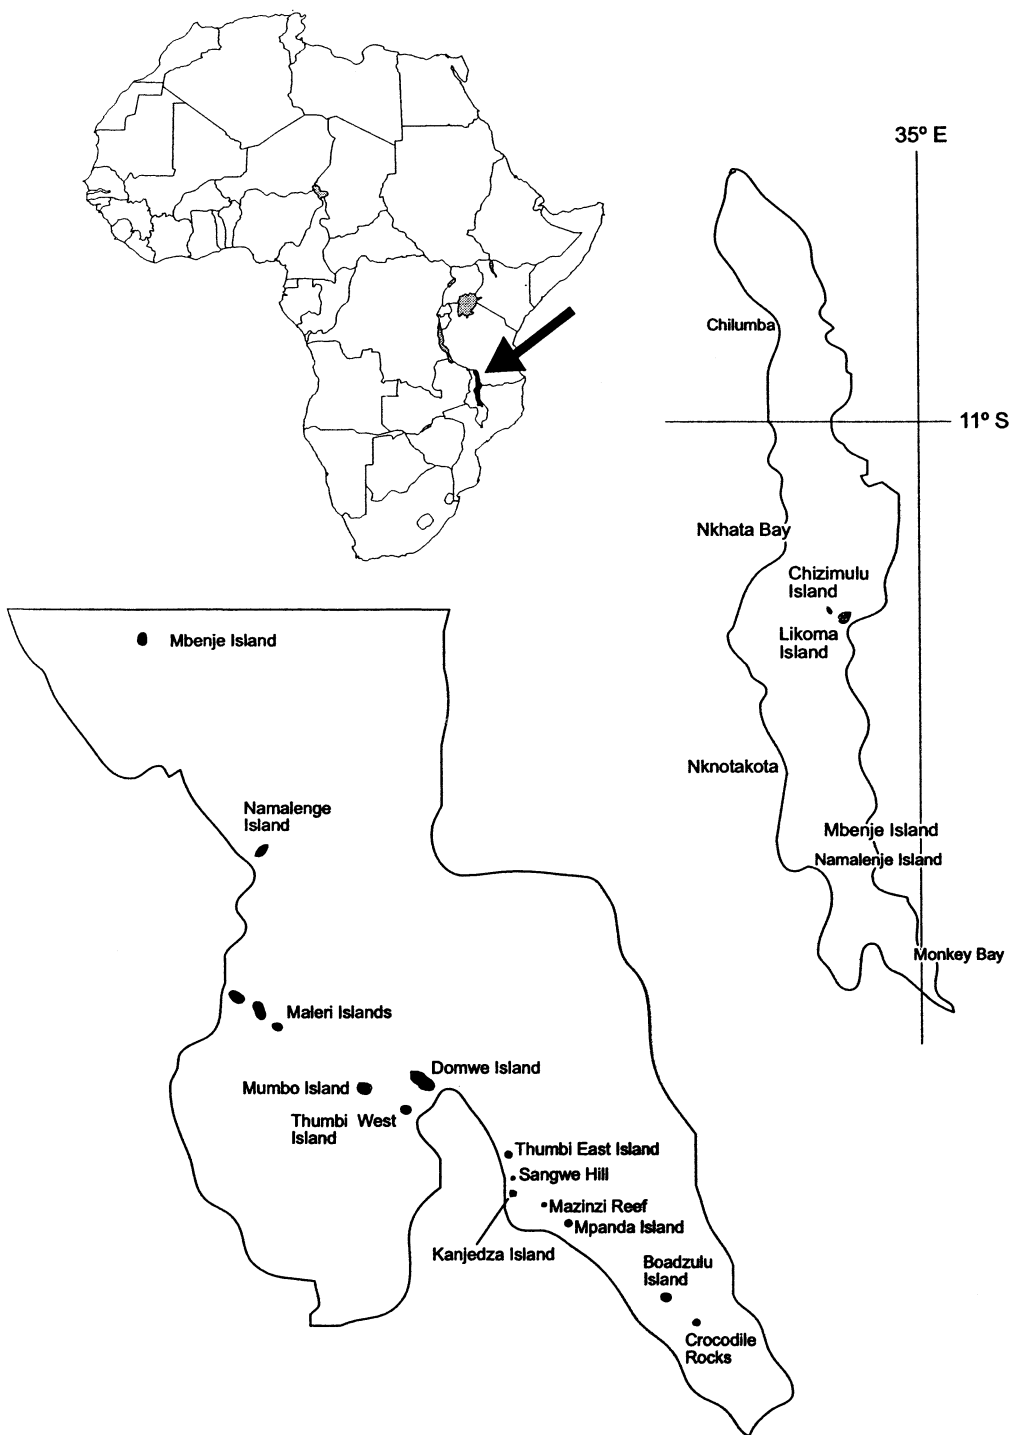 35º E
Chilumba
11º S
Nkhata Bay
Chizimulu
Island
Likoma
Island
Nknotakota
Mbenje Island
Namalenje Island
Monkey Bay
Mbenje Island
Namalenge
Island
Maleri Islands
Domwe Island
Mumbo Island
Thumbi West
Island
Thumbi East Island
Sangwe Hill
Mazinzi Reef
Mpanda Island
Kanjedza Island
Boadzulu
Island
Crocodile
Rocks